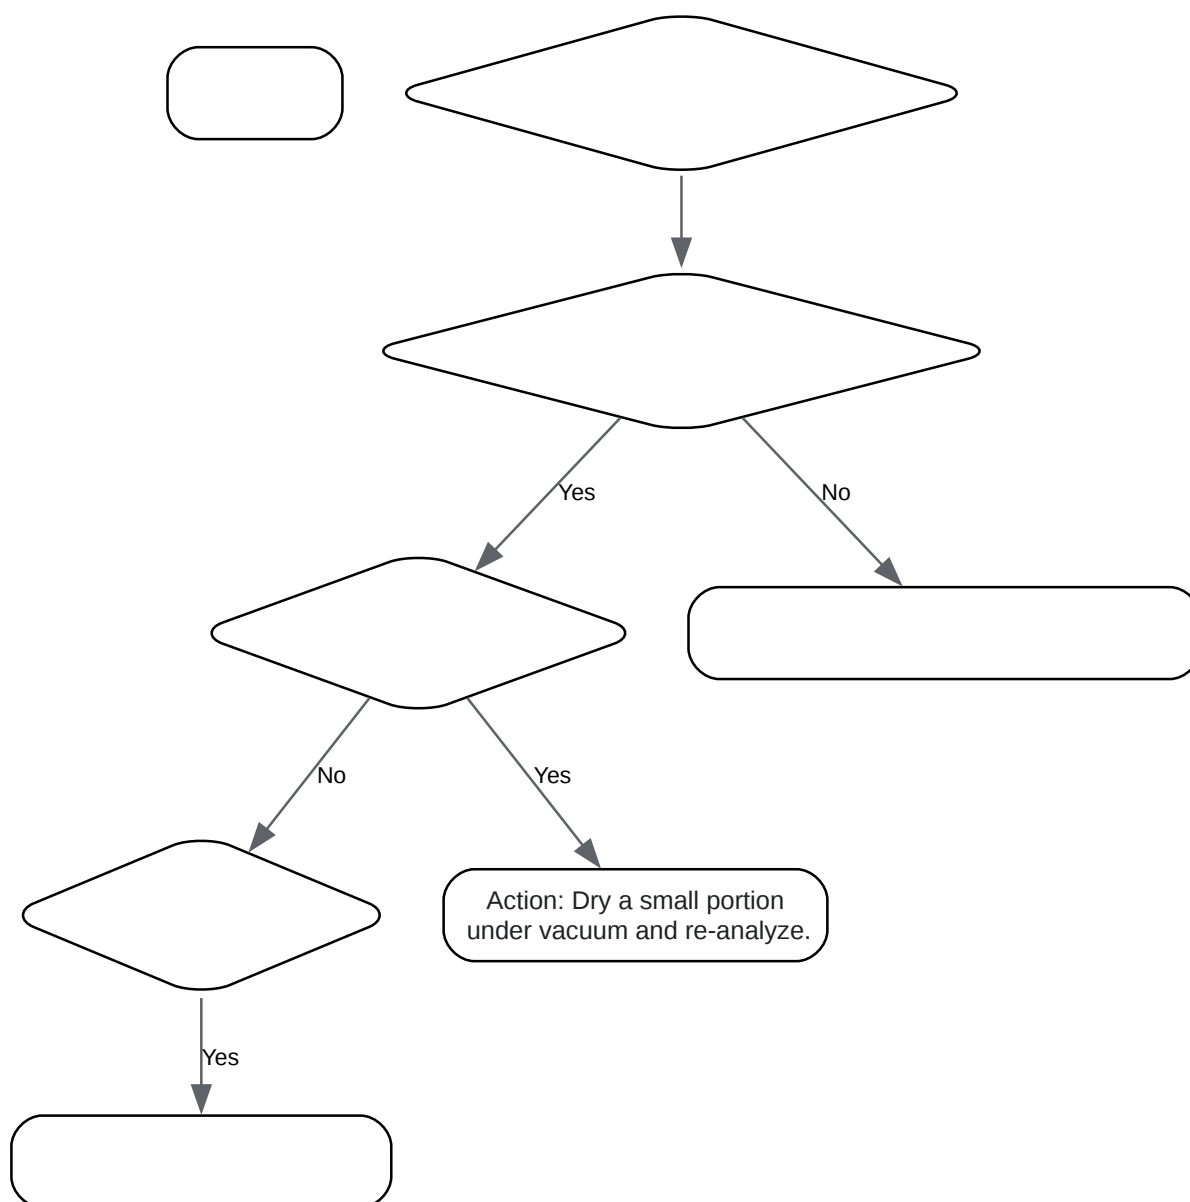 Yes
No
No
Yes
Action: Dry a small portion
under vacuum and re-analyze.
Yes